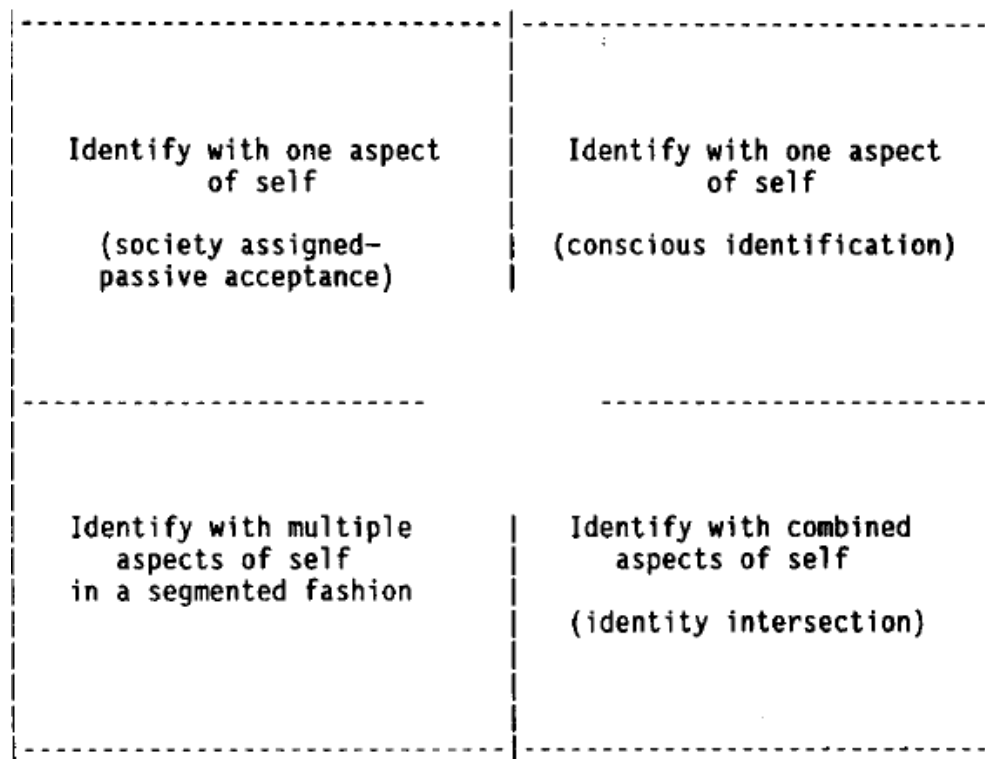 Identify with one aspect
of self
(society assigned-
passive acceptance)
Identify with one aspect
of self
(conscious identification)
Identify with multiple
aspects of self
in a segmented fashion
Identify with combined
aspects of self
(identity intersection)